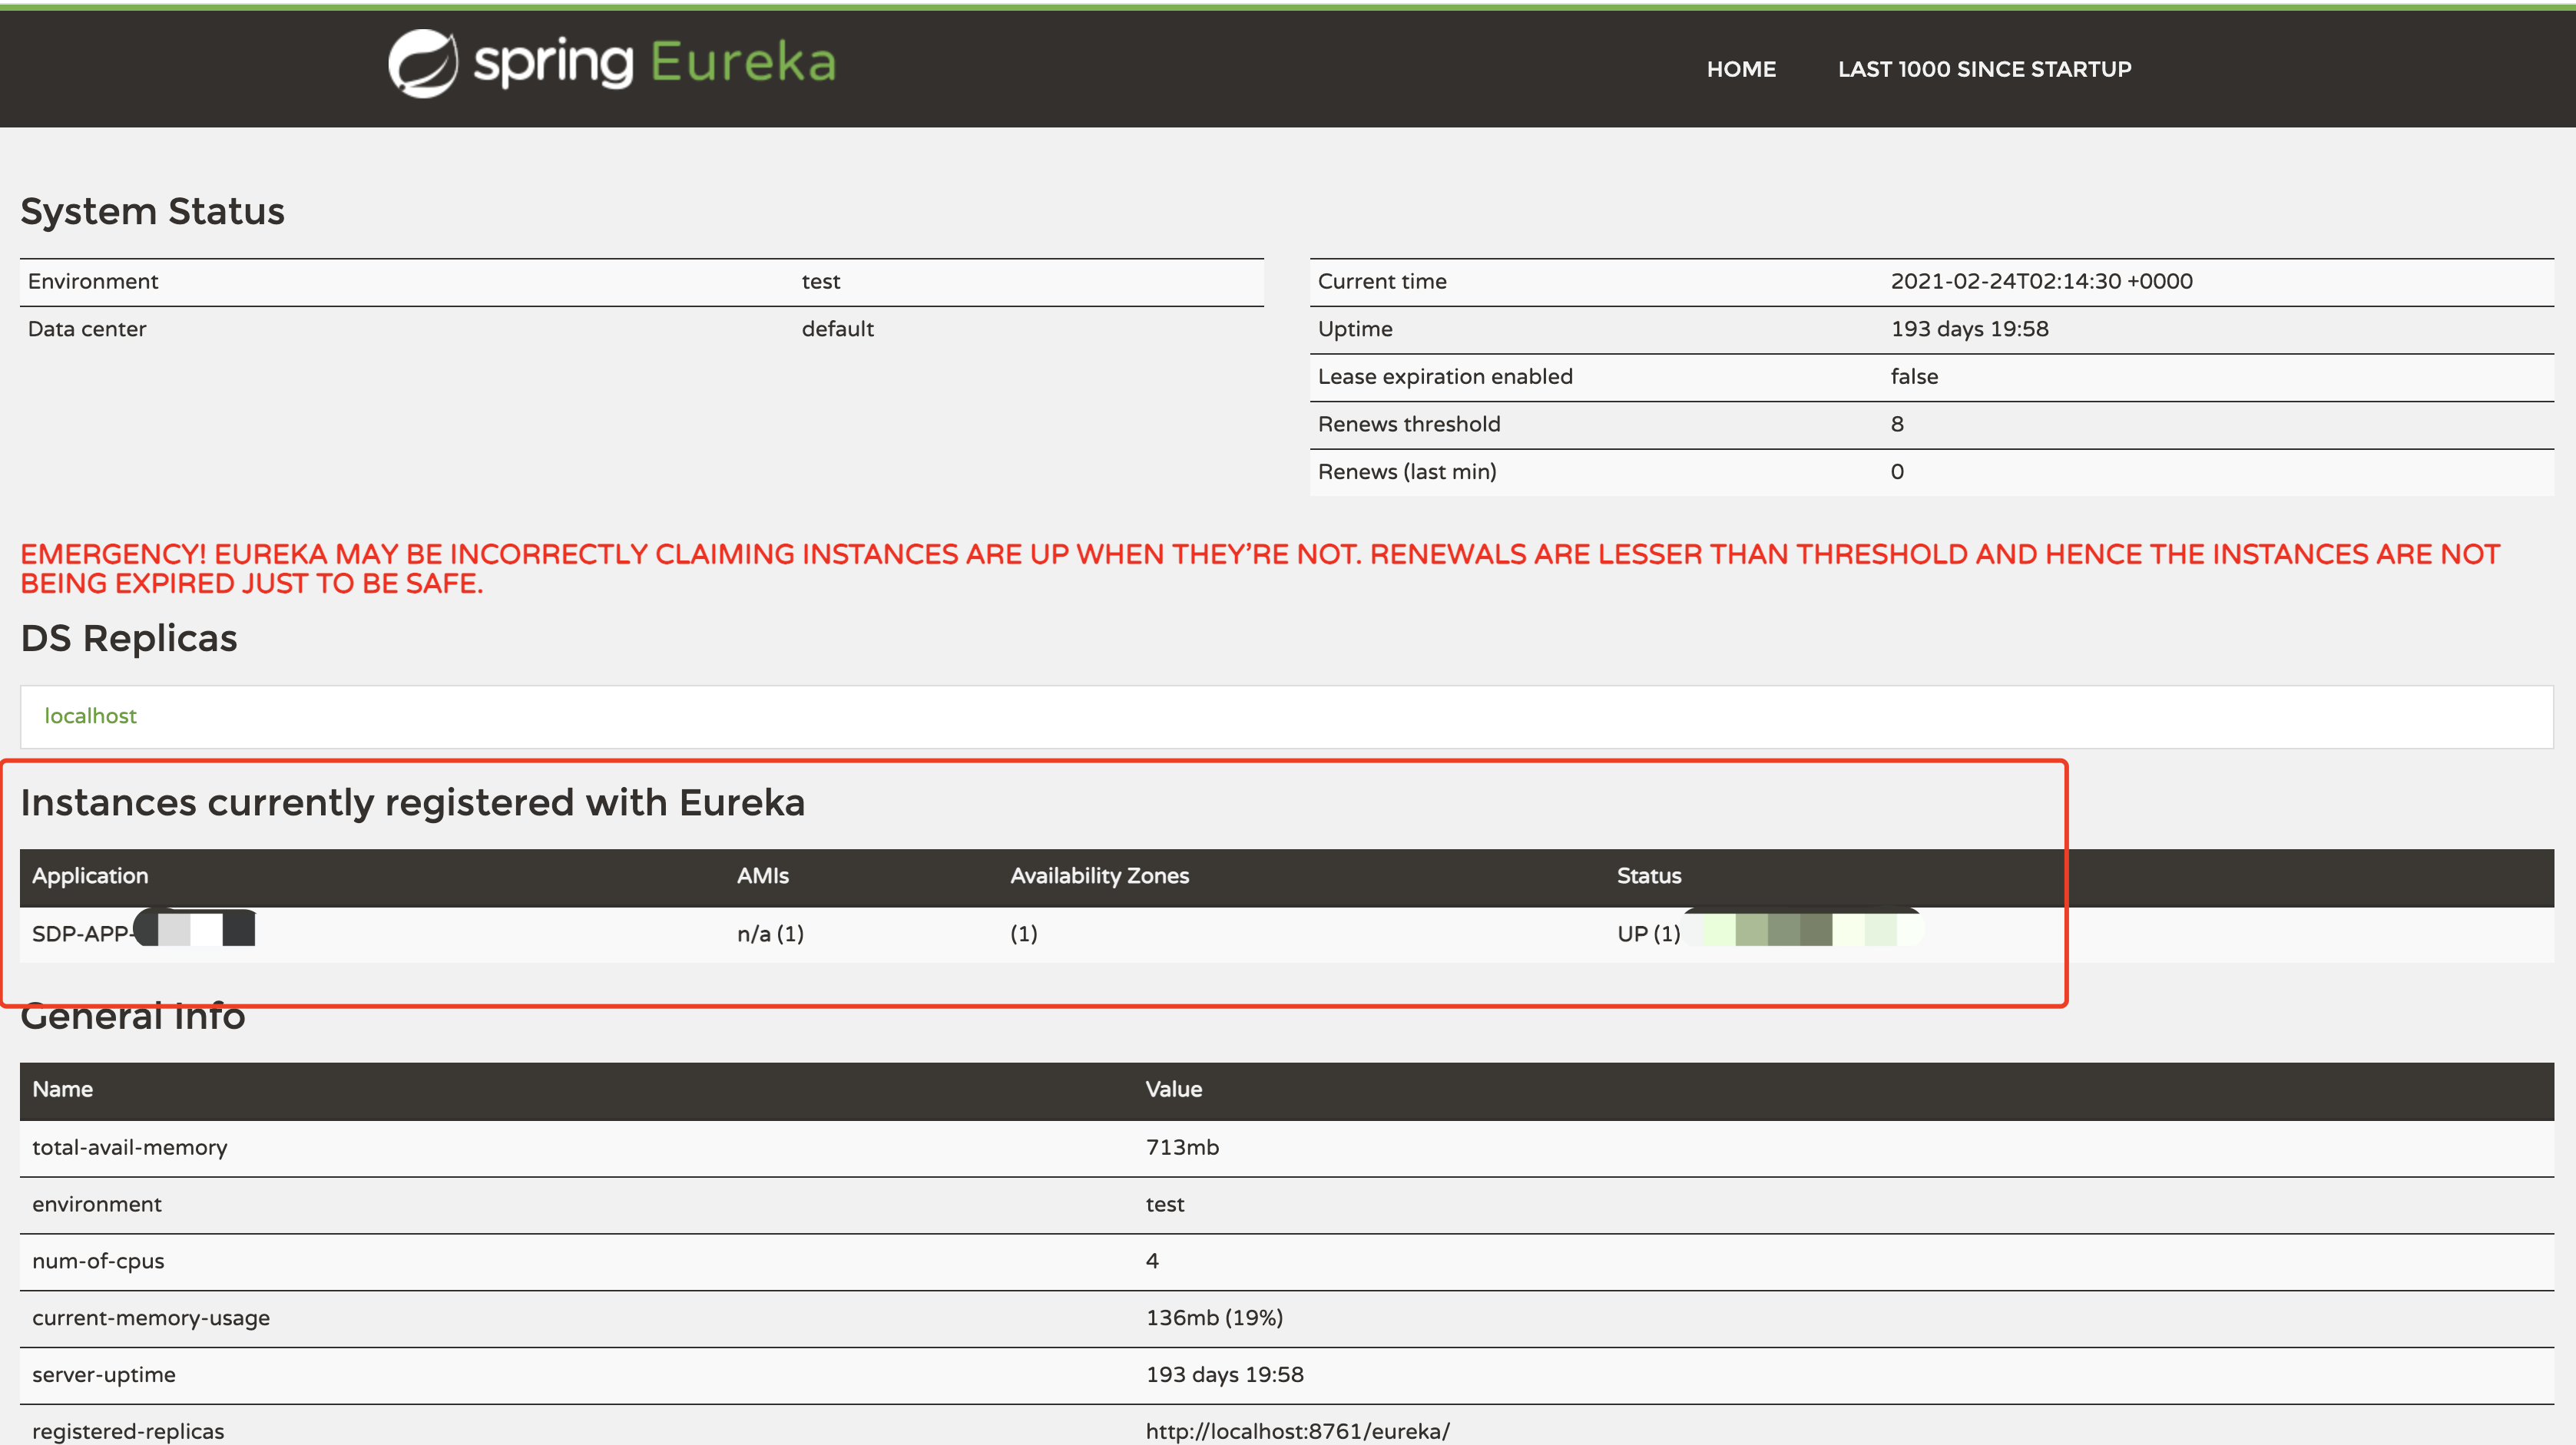 spring Eureka
HOME LAST 1000 SINCE STARTUP
System Status
Environment test
Data center default
Current time 2021-02-24T02:14:30 +0000
Uptime 193 days 19:58
Lease expiration enabled false
Renews threshold 8
Renews (last min) 0
EMERGENCY! EUREKA MAY BE INCORRECTLY CLAIMING INSTANCES ARE UP WHEN THEY'RE NOT. RENEWALS ARE LESSER THAN THRESHOLD AND HENCE THE INSTANCES ARE NOT
BEING EXPIRED JUST TO BE SAFE.
DS Replicas
localhost
Instances currently registered with Eureka
Application AMIs Availability Zones Status
SDP-APP- n/a (1) (1) UP (1)
General Info
Name Value
total-avail-memory 713mb
environment test
num-of-cpus 4
current-memory-usage 136mb (19%)
server-uptime 193 days 19:58
registered-replicas http://localhost:8761/eureka/